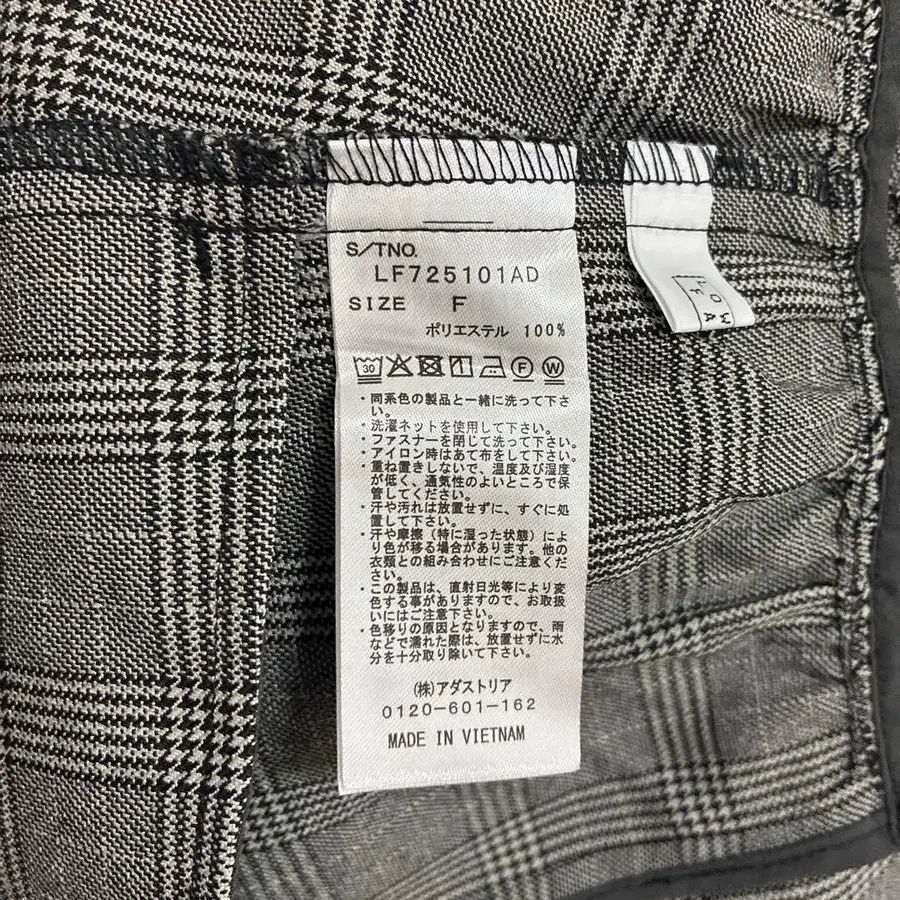 S/TNO.
LF725101AD
SIZE F
ポリエステル 100%
30 F W
・同系色の製品と一緒に洗って下さ
い。
・洗濯ネットを使用して下さい。
・ファスナーを閉じて洗って下さい。
・アイロン時はあて布をして下さい。
・重ね置きしないで、温度及び湿度
が低く、通気性のよいところで保
管してください。
・汗や汚れは放置せずに、すぐに処
置して下さい。
・汗や摩擦（特に湿った状態）によ
り色が移る場合があります。他の
衣類との組み合わせにご注意くだ
さい。
・この製品は、直射日光等により変
色する事がありますので、お取扱
いにはご注意下さい。
・色移りの原因となりますので、雨
などで濡れた際は、放置せずに水
分を十分取り除いて下さい。
(株)アダストリア
0120-601-162
MADE IN VIETNAM